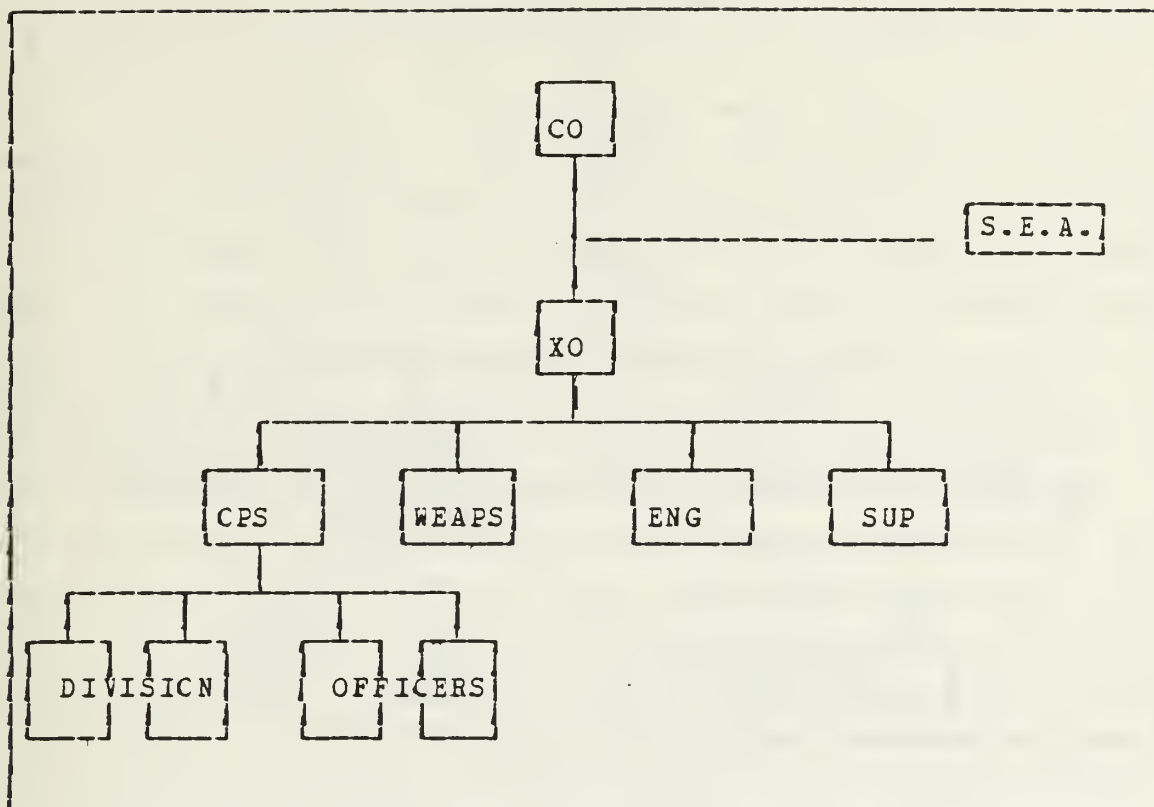 CO
S.E.A.
XO
CPS WEAPS ENG SUP
DIVISICN OFFICERS